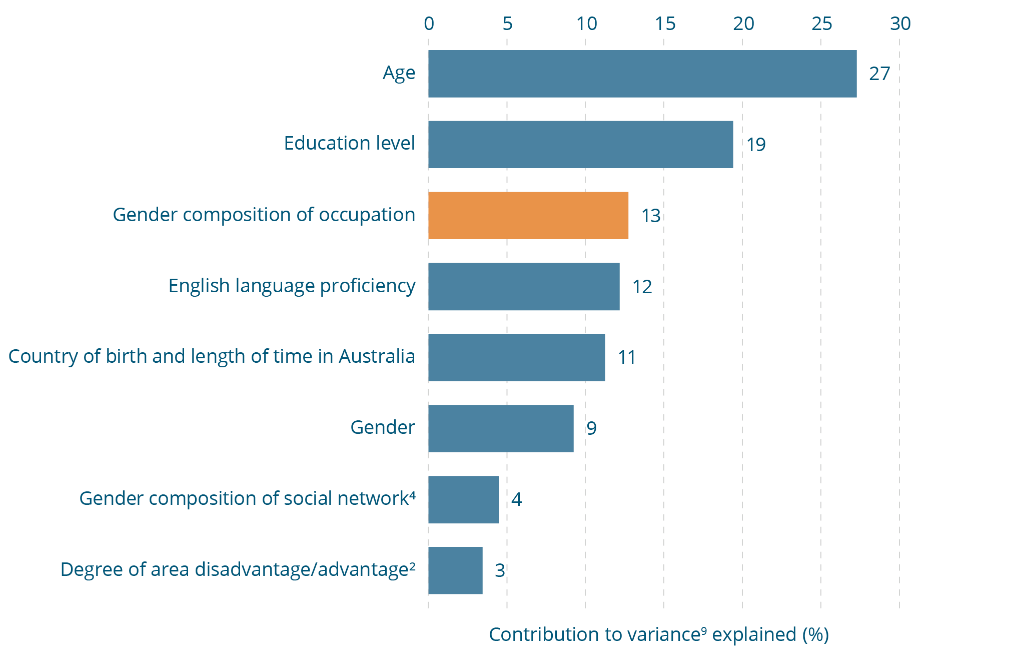 0 5 10 15 20 25 30
Age 27
Education level 19
Gender composition of occupation 13
English language proficiency 12
Country of birth and length of time in Australia 11
Gender 9
Gender composition of social network⁴ 4
Degree of area disadvantage/advantage² 3
Contribution to variance⁹ explained (%)